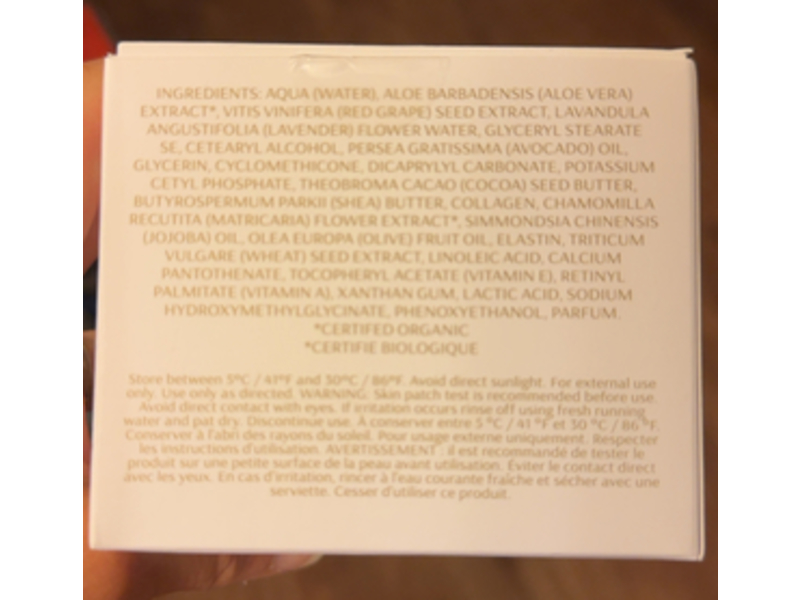 INGREDIENTS: AQUA (WATER), ALOE BARBADENSIS (ALOE VERA)
EXTRACT*, VITIS VINIFERA (RED GRAPE) SEED EXTRACT, LAVANDULA
ANGUSTIFOLIA (LAVENDER) FLOWER WATER, GLYCERYL STEARATE
SE, CETEARYL ALCOHOL, PERSEA GRATISSIMA (AVOCADO) OIL,
GLYCERIN, CYCLOMETHICONE, DICAPRYLYL CARBONATE, POTASSIUM
CETYL PHOSPHATE, THEOBROMA CACAO (COCOA) SEED BUTTER,
BUTYROSPERMUM PARKII (SHEA) BUTTER, COLLAGEN, CHAMOMILLA
RECUTITA (MATRICARIA) FLOWER EXTRACT*, SIMMONDSIA CHINENSIS
(JOJOBA) OIL, OLEA EUROPA (OLIVE) FRUIT OIL, ELASTIN, TRITICUM
VULGARE (WHEAT) SEED EXTRACT, LINOLEIC ACID, CALCIUM
PANTOTHENATE, TOCOPHERYL ACETATE (VITAMIN E), RETINYL
PALMITATE (VITAMIN A), XANTHAN GUM, LACTIC ACID, SODIUM
HYDROXYMETHYLGLYCINATE, PHENOXYETHANOL, PARFUM.
*CERTIFED ORGANIC
*CERTIFIÉ BIOLOGIQUE
Store between 5°C / 41°F and 30°C / 86°F. Avoid direct sunlight. For external use
only. Use only as directed. WARNING: Skin patch test is recommended before use.
Avoid direct contact with eyes. If irritation occurs rinse off using fresh running
water and pat dry. Discontinue use. À conserver entre 5 °C / 41 °F et 30 °C / 86 °F.
Conserver à l'abri des rayons du soleil. Pour usage externe uniquement. Respecter
les instructions d'utilisation. AVERTISSEMENT : il est recommandé de tester le
produit sur une petite surface de la peau avant utilisation. Éviter le contact direct
avec les yeux. En cas d'irritation, rincer à l'eau courante fraîche et sécher avec une
serviette. Cesser d'utiliser ce produit.